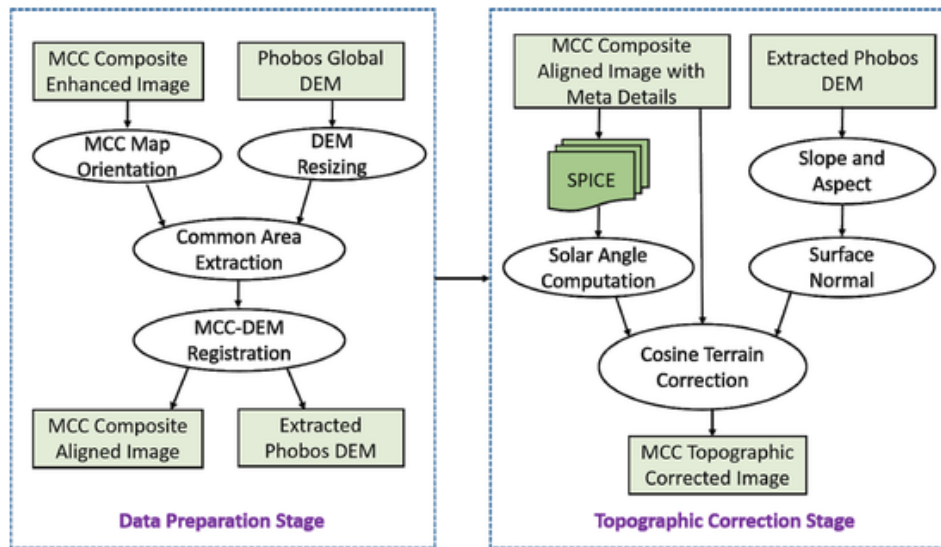 MCC Composite
Enhanced Image
Phobos Global
DEM
MCC Map
Orientation
DEM
Resizing
Common Area
Extraction
MCC-DEM
Registration
MCC Composite
Aligned Image
Extracted
Phobos DEM
Data Preparation Stage
MCC Composite
Aligned Image with
Meta Details
Extracted Phobos
DEM
SPICE
Slope and
Aspect
Solar Angle
Computation
Surface
Normal
Cosine Terrain
Correction
MCC Topographic
Corrected Image
Topographic Correction Stage